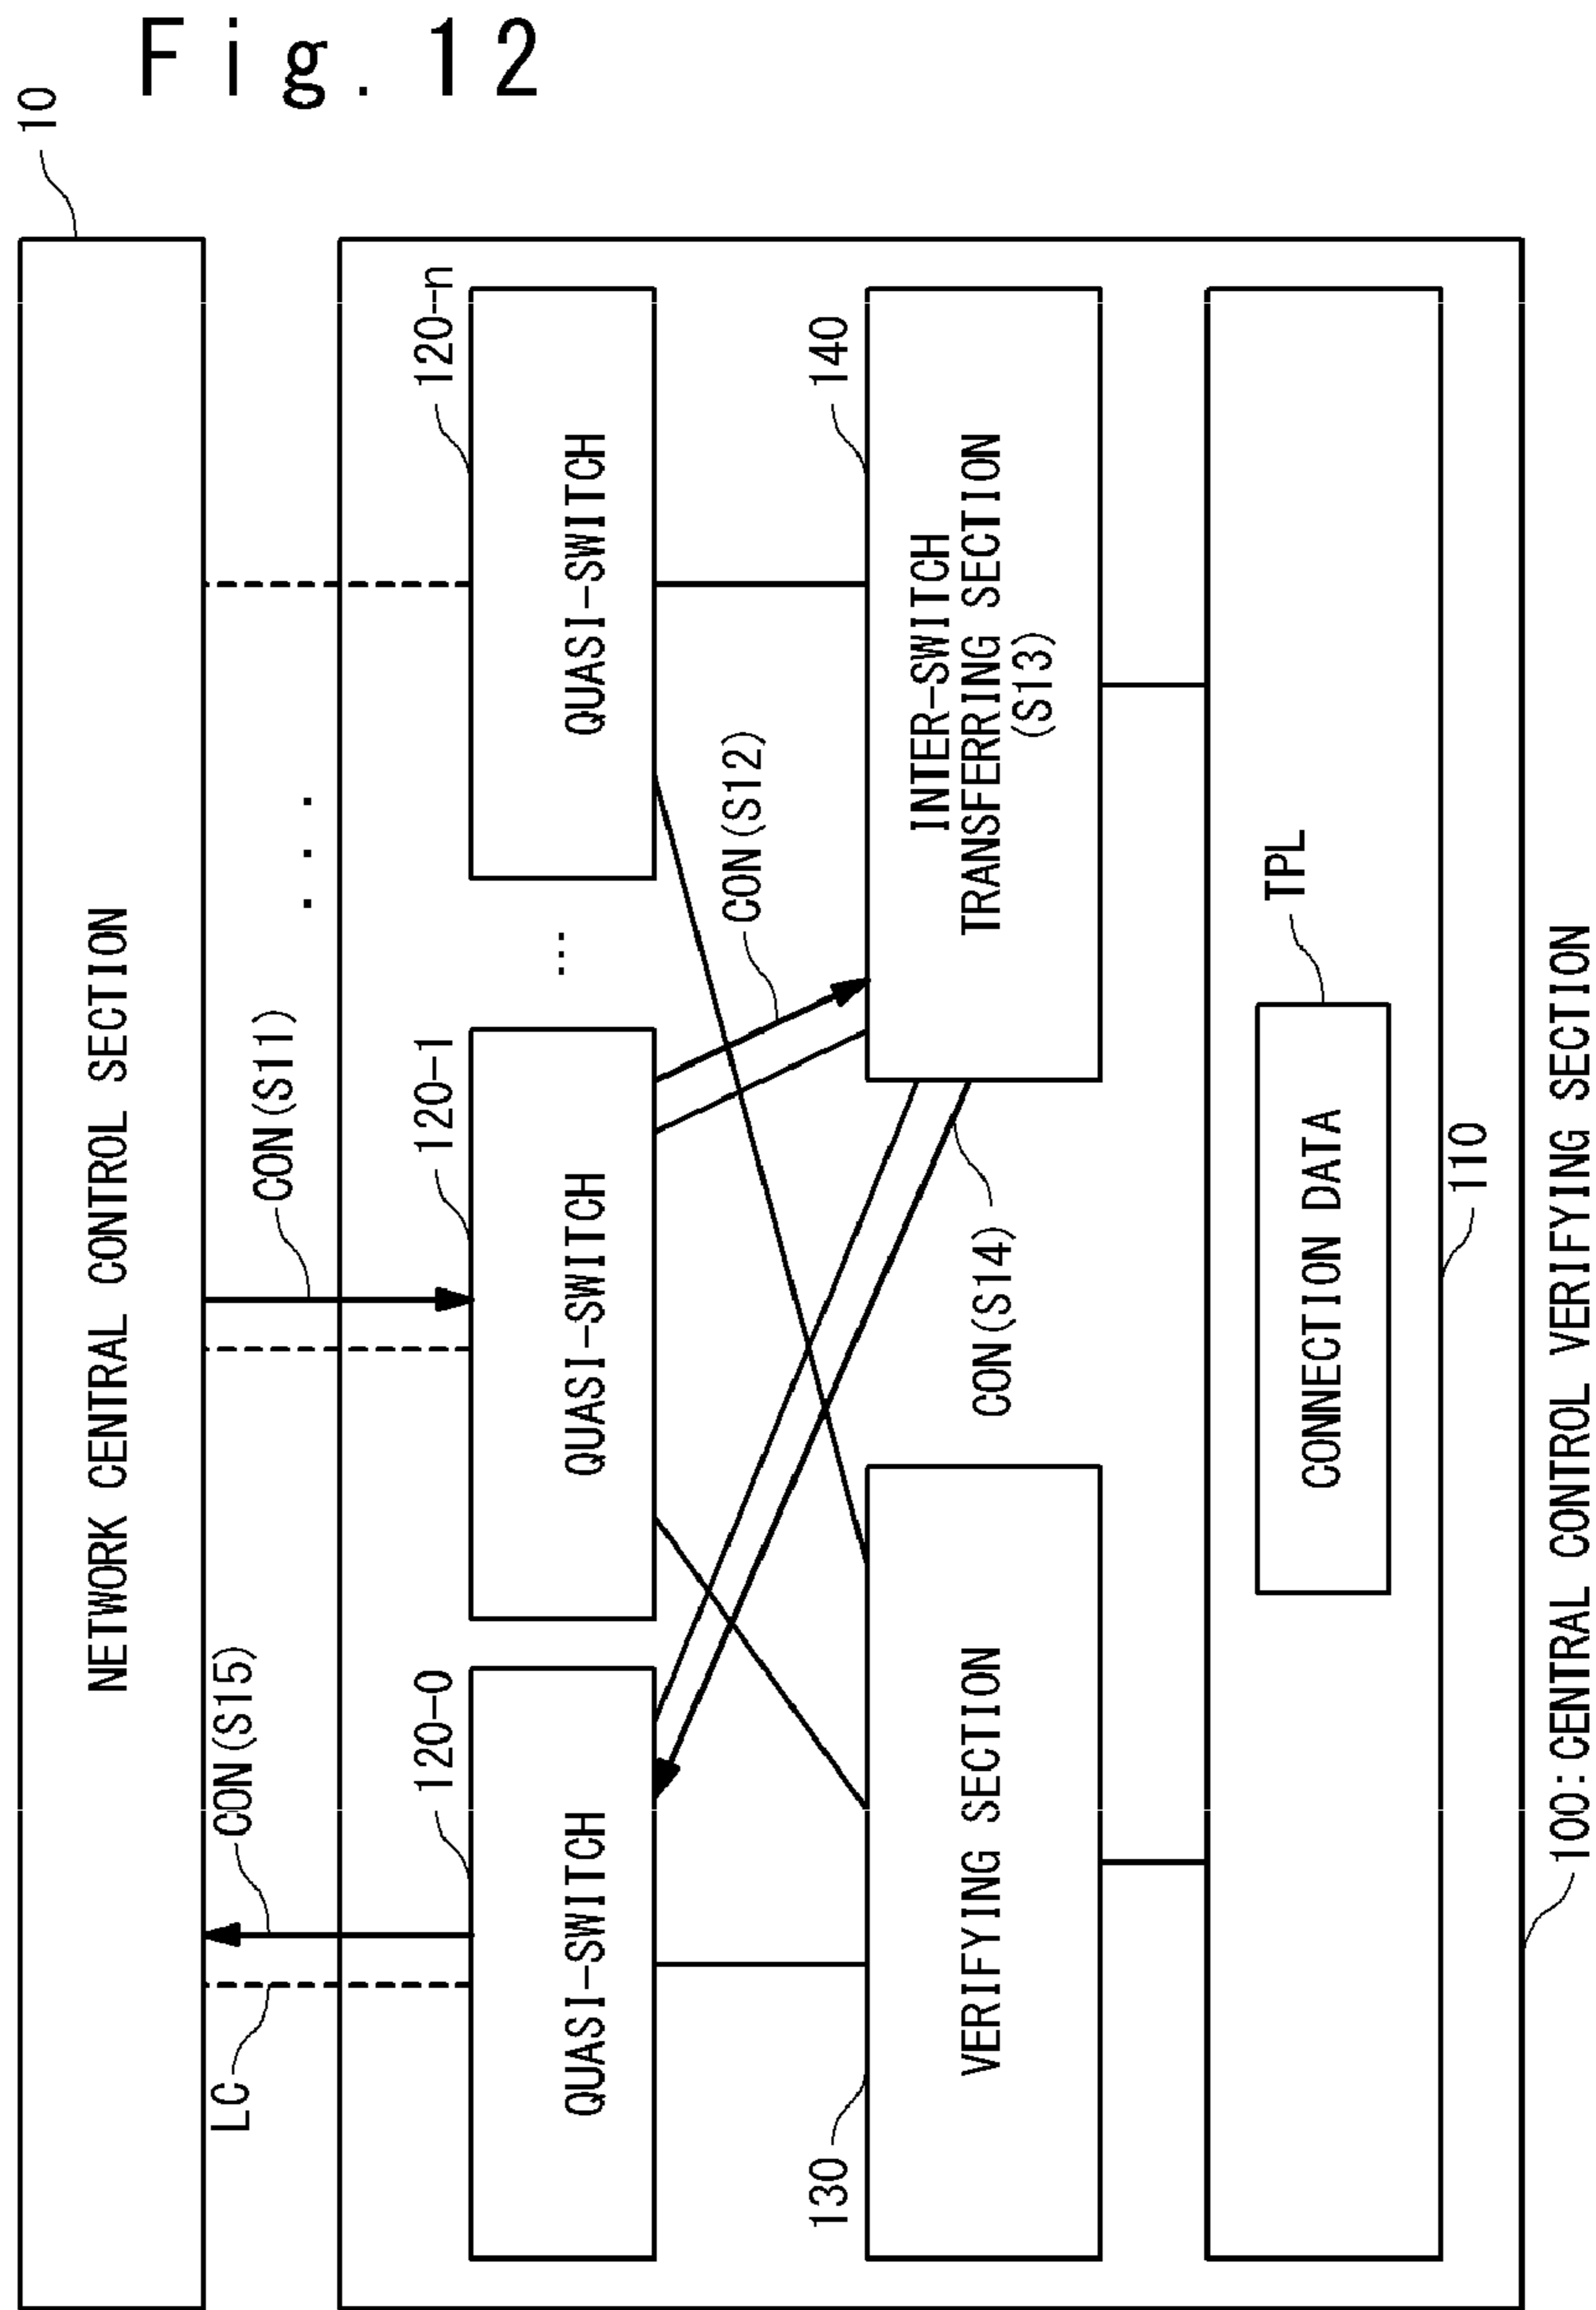 Fig. 12
10
NETWORK CENTRAL CONTROL SECTION
LC
CON(S15)
CON(S11)
120-0
QUASI-SWITCH
120-1
QUASI-SWITCH
...
120-n
QUASI-SWITCH
. . .
CON(S12)
CON(S14)
130
VERIFYING SECTION
140
INTER-SWITCH
TRANSFERRING SECTION
(S13)
TPL
CONNECTION DATA
110
100:CENTRAL CONTROL VERIFYING SECTION